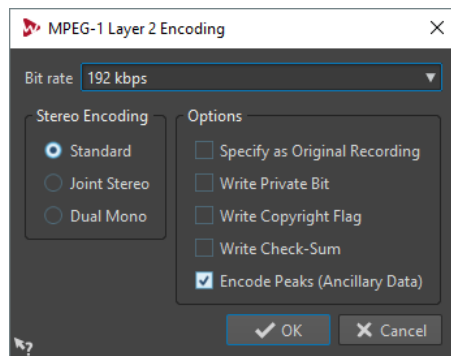 MPEG-1 Layer 2 Encoding
Bit rate 192 kbps
Stereo Encoding
Standard
Joint Stereo
Dual Mono
Options
Specify as Original Recording
Write Private Bit
Write Copyright Flag
Write Check-Sum
Encode Peaks (Ancillary Data)
OK
Cancel